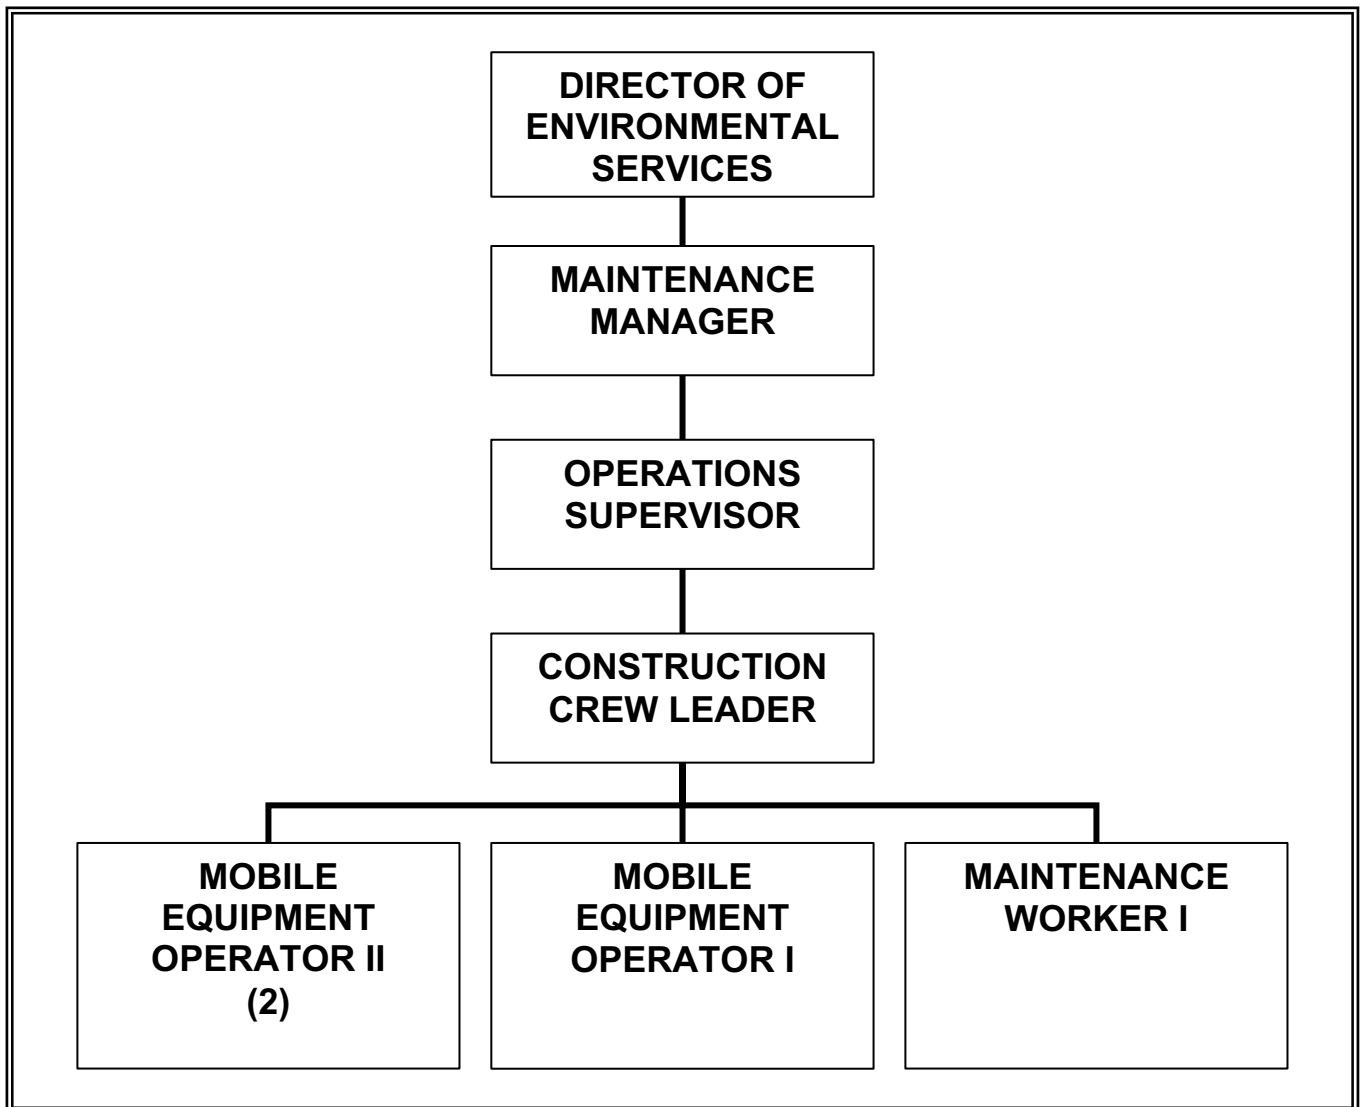 DIRECTOR OF
ENVIRONMENTAL
SERVICES
MAINTENANCE
MANAGER
OPERATIONS
SUPERVISOR
CONSTRUCTION
CREW LEADER
MOBILE
EQUIPMENT
OPERATOR II
(2)
MOBILE
EQUIPMENT
OPERATOR I
MAINTENANCE
WORKER I